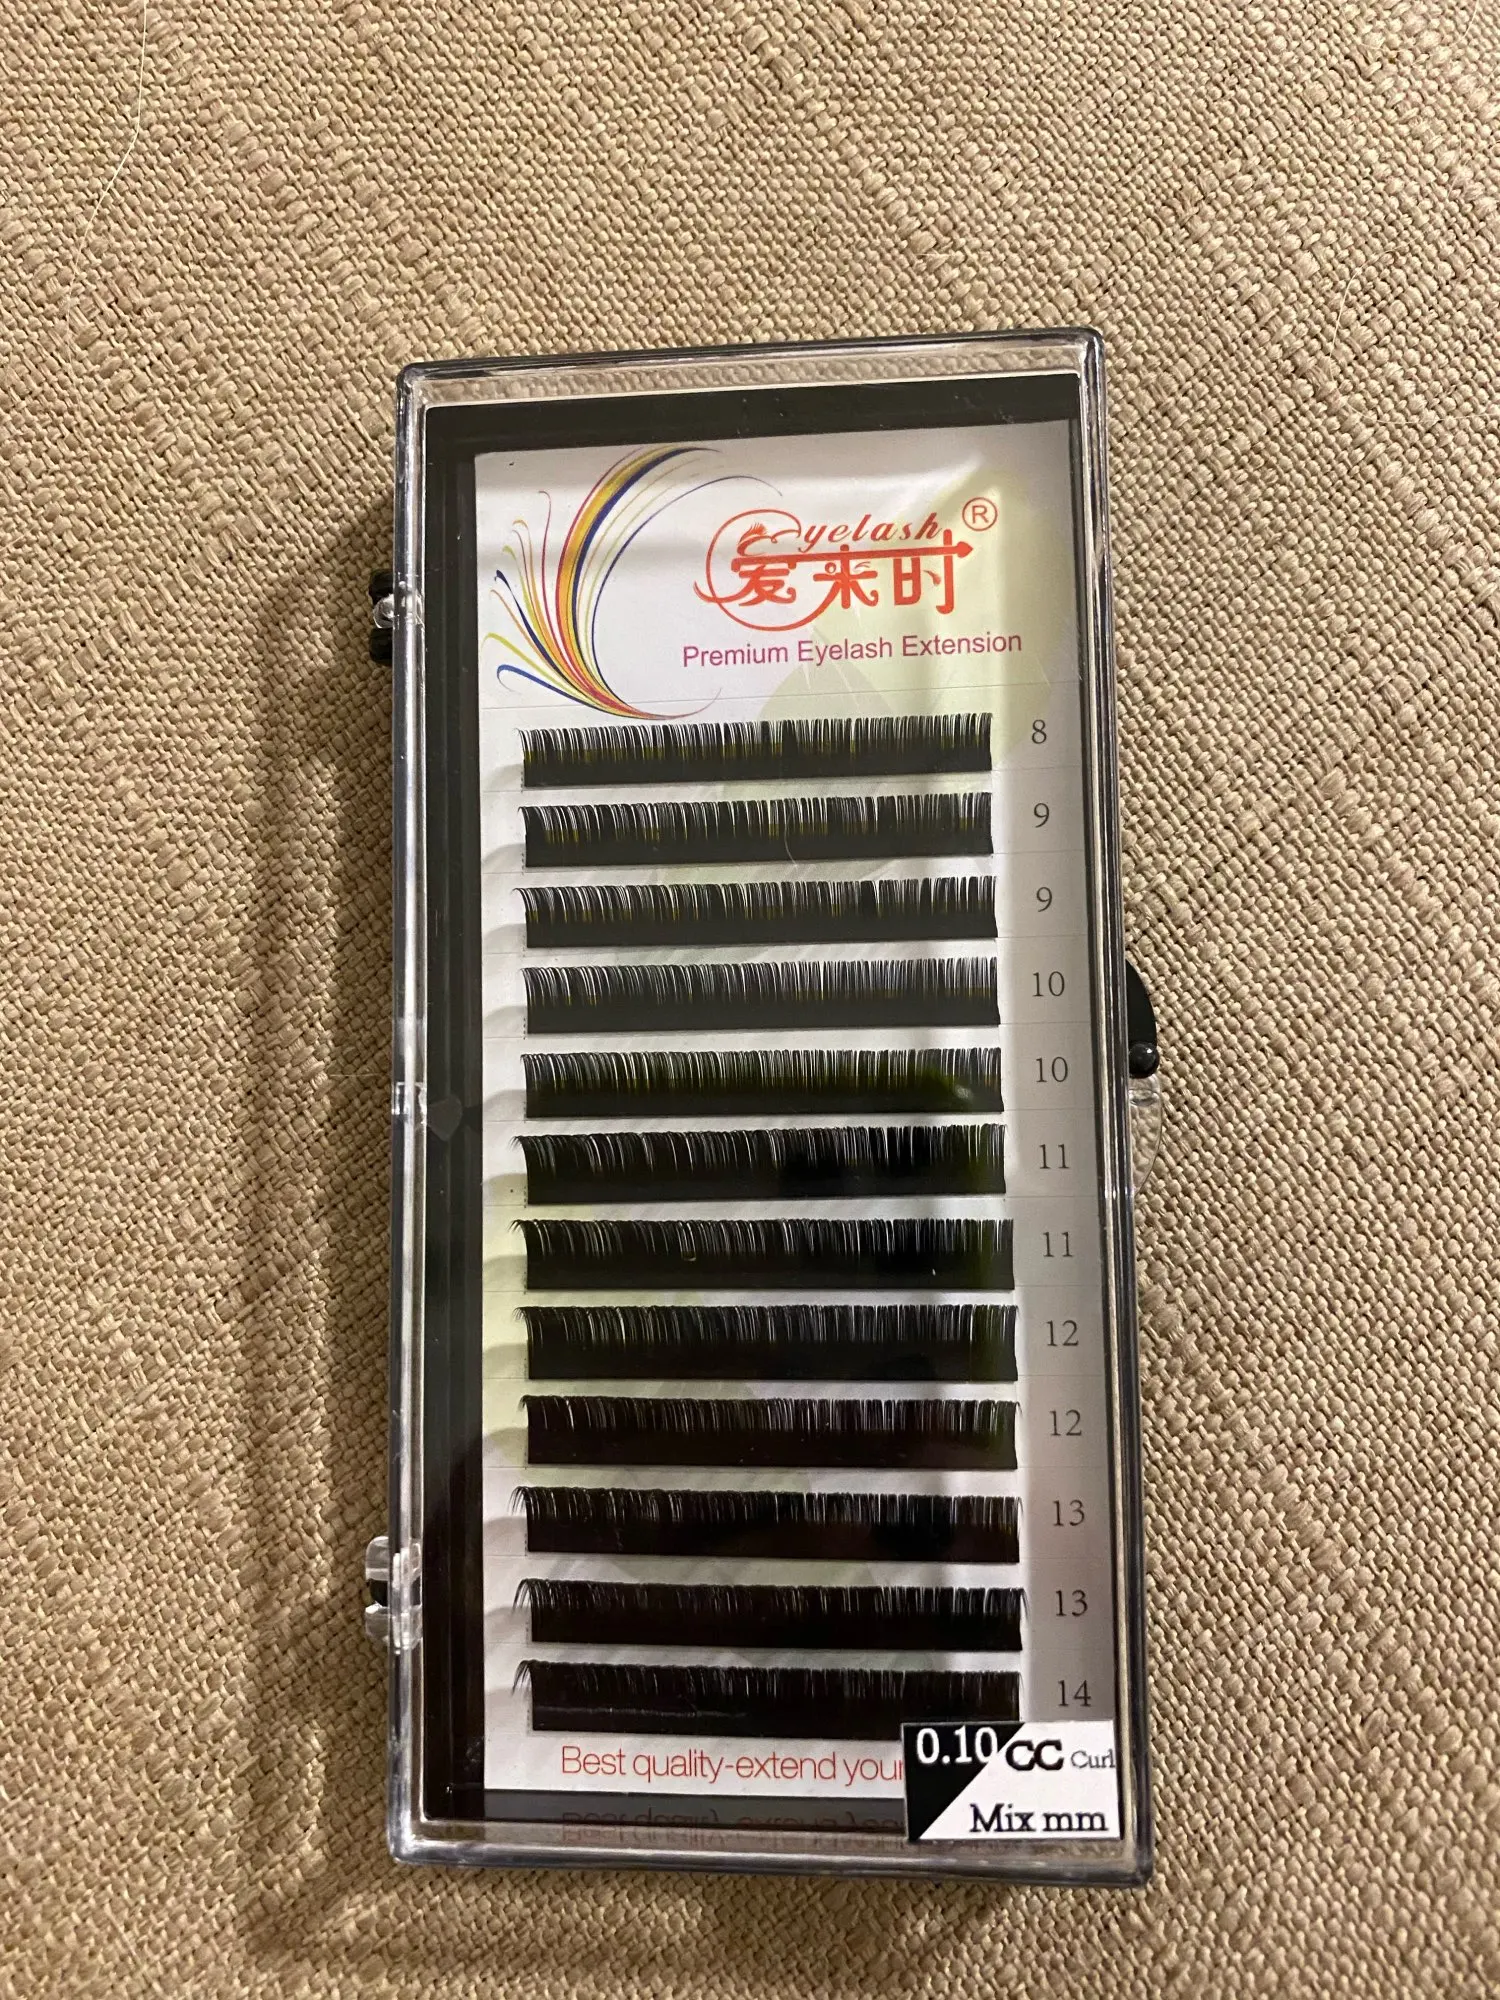 Eyelash ®
爱来时
Premium Eyelash Extension
8
9
9
10
10
11
11
12
12
13
13
14
Best quality-extend your
0.10 CC Curl
Mix mm